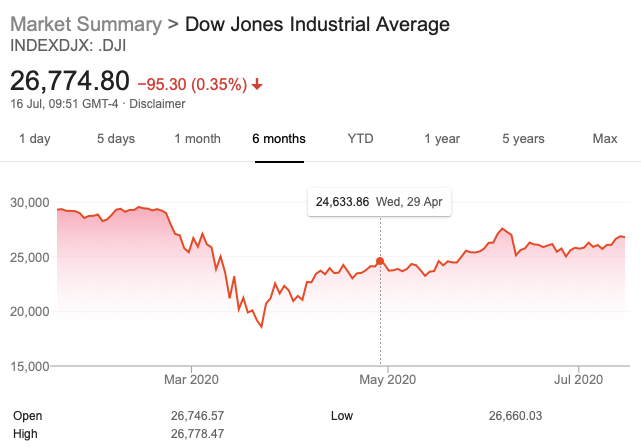 Market Summary > Dow Jones Industrial Average
INDEXDJX: .DJI
26,774.80 −95.30 (0.35%)
16 Jul, 09:51 GMT-4 · Disclaimer
1 day 5 days 1 month 6 months YTD 1 year 5 years Max
24,633.86 Wed, 29 Apr
30,000
25,000
20,000
15,000
Mar 2020 May 2020 Jul 2020
Open 26,746.57 Low 26,660.03
High 26,778.47